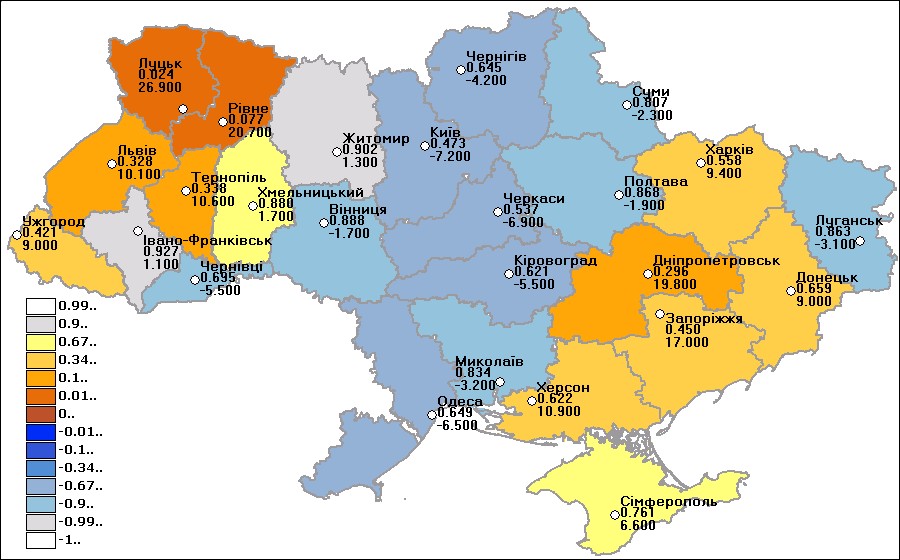 Чернігів
0.645
-4.200
Луцьк
0.024
26.900
Суми
0.807
-2.300
Рівне
0.077
20.700
Житомир
0.902
1.300
Київ
0.473
-7.200
Львів
0.328
10.100
Харків
0.558
9.400
Тернопіль
0.338
10.600
Хмельницький
0.880
1.700
Полтава
0.868
-1.900
Черкаси
0.537
-6.900
Вінниця
0.888
-1.700
Ужгород
0.421
9.000
Луганськ
0.863
-3.100
Івано-Франківськ
0.927
1.100
Чернівці
0.695
-5.500
Кіровоград
0.621
-5.500
Дніпропетровськ
0.296
19.800
Донецьк
0.659
9.000
Запоріжжя
0.450
17.000
Миколаїв
0.834
-3.200
Херсон
0.622
10.900
Одеса
0.649
-6.500
Сімферополь
0.761
6.600
0.99..
0.9..
0.67..
0.34..
0.1..
0.01..
0..
-0.01..
-0.1..
-0.34..
-0.67..
-0.9..
-0.99..
-1..